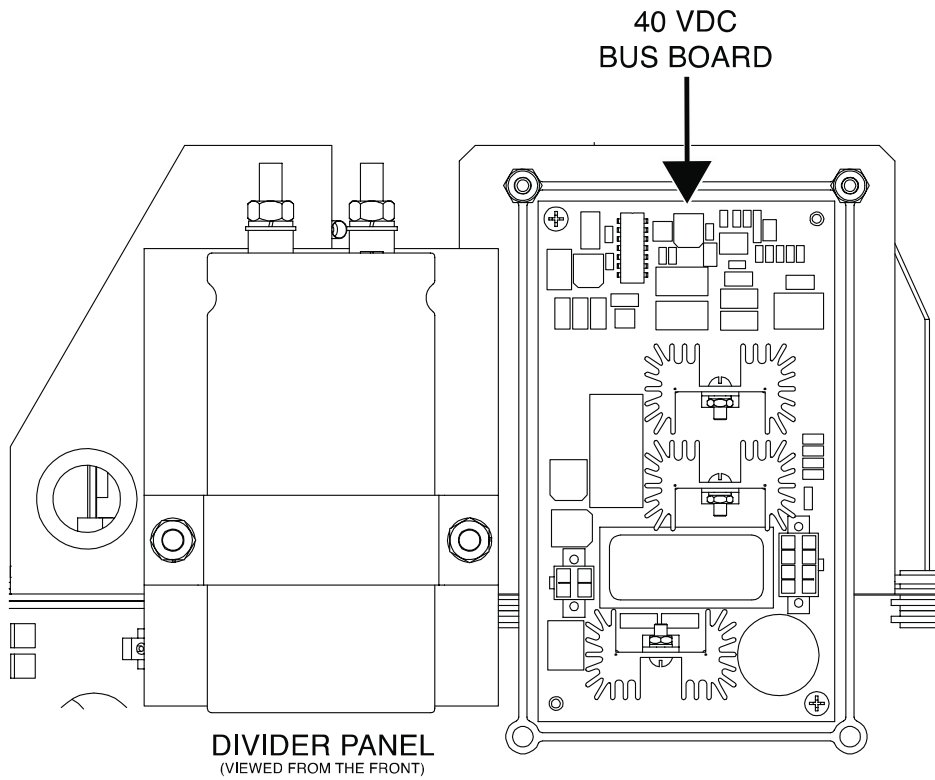 40 VDC
BUS BOARD
DIVIDER PANEL
(VIEWED FROM THE FRONT)